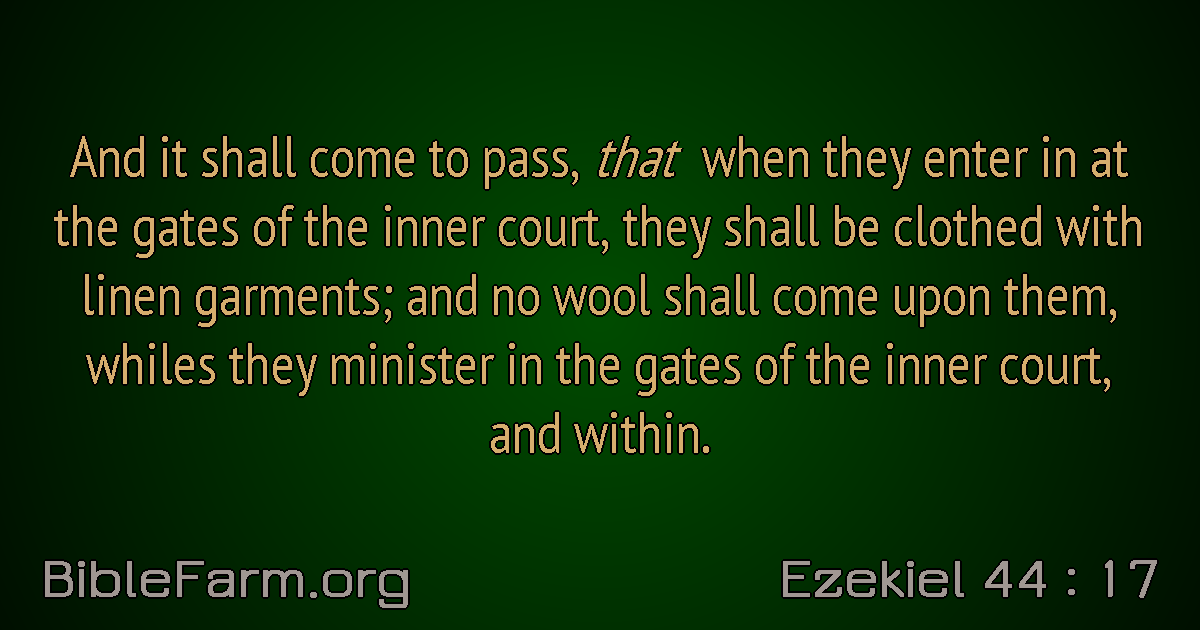 And it shall come to pass, that when they enter in at
the gates of the inner court, they shall be clothed with
linen garments; and no wool shall come upon them,
whiles they minister in the gates of the inner court,
and within.
BibleFarm.org
Ezekiel 44 : 17